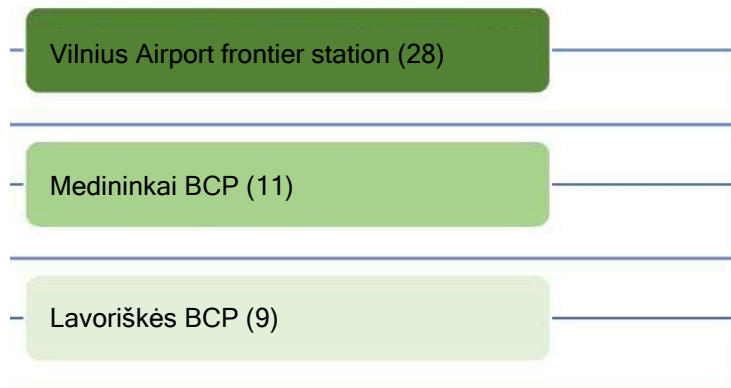 Vilnius Airport frontier station (28)
Medininkai BCP (11)
Lavoriškės BCP (9)